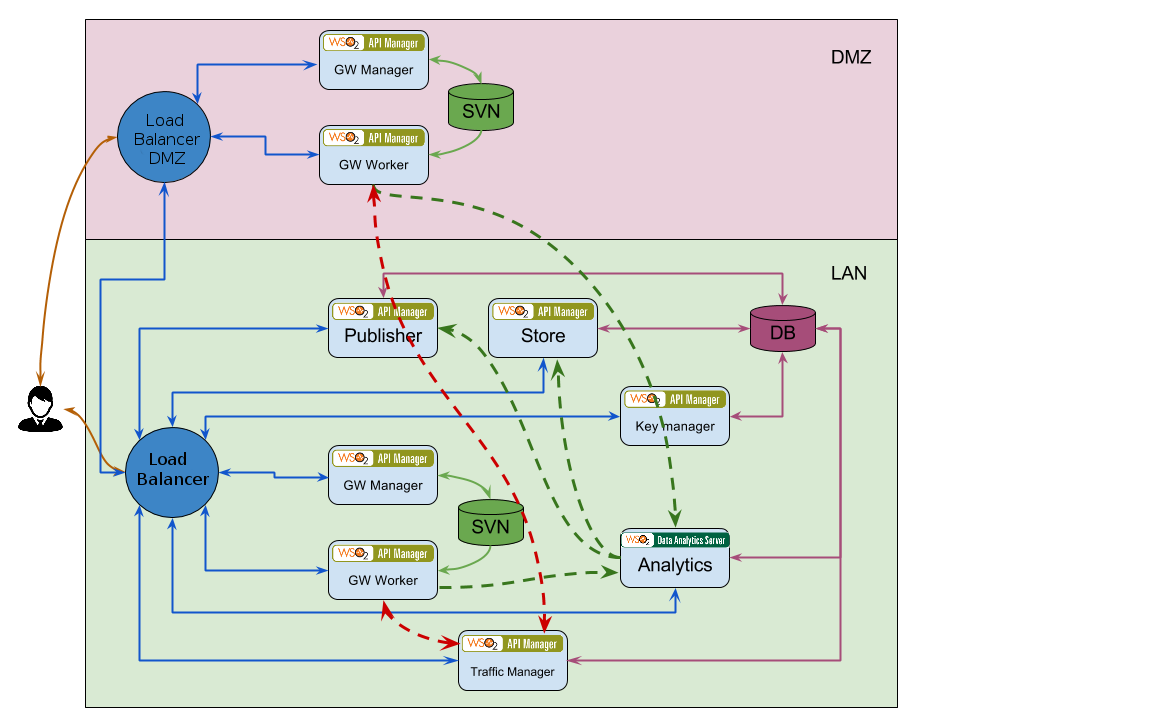 WSO2 API Manager
DMZ
GW Manager
SVN
Load
Balancer
DMZ
WSO2 API Manager
GW Worker
LAN
WSO2 API Manager
Publisher
WSO2 API Manager
Store
DB
WSO2 API Manager
Key manager
Load
Balancer
WSO2 API Manager
GW Manager
SVN
WSO2 Data Analytics Server
Analytics
WSO2 API Manager
GW Worker
WSO2 API Manager
Traffic Manager